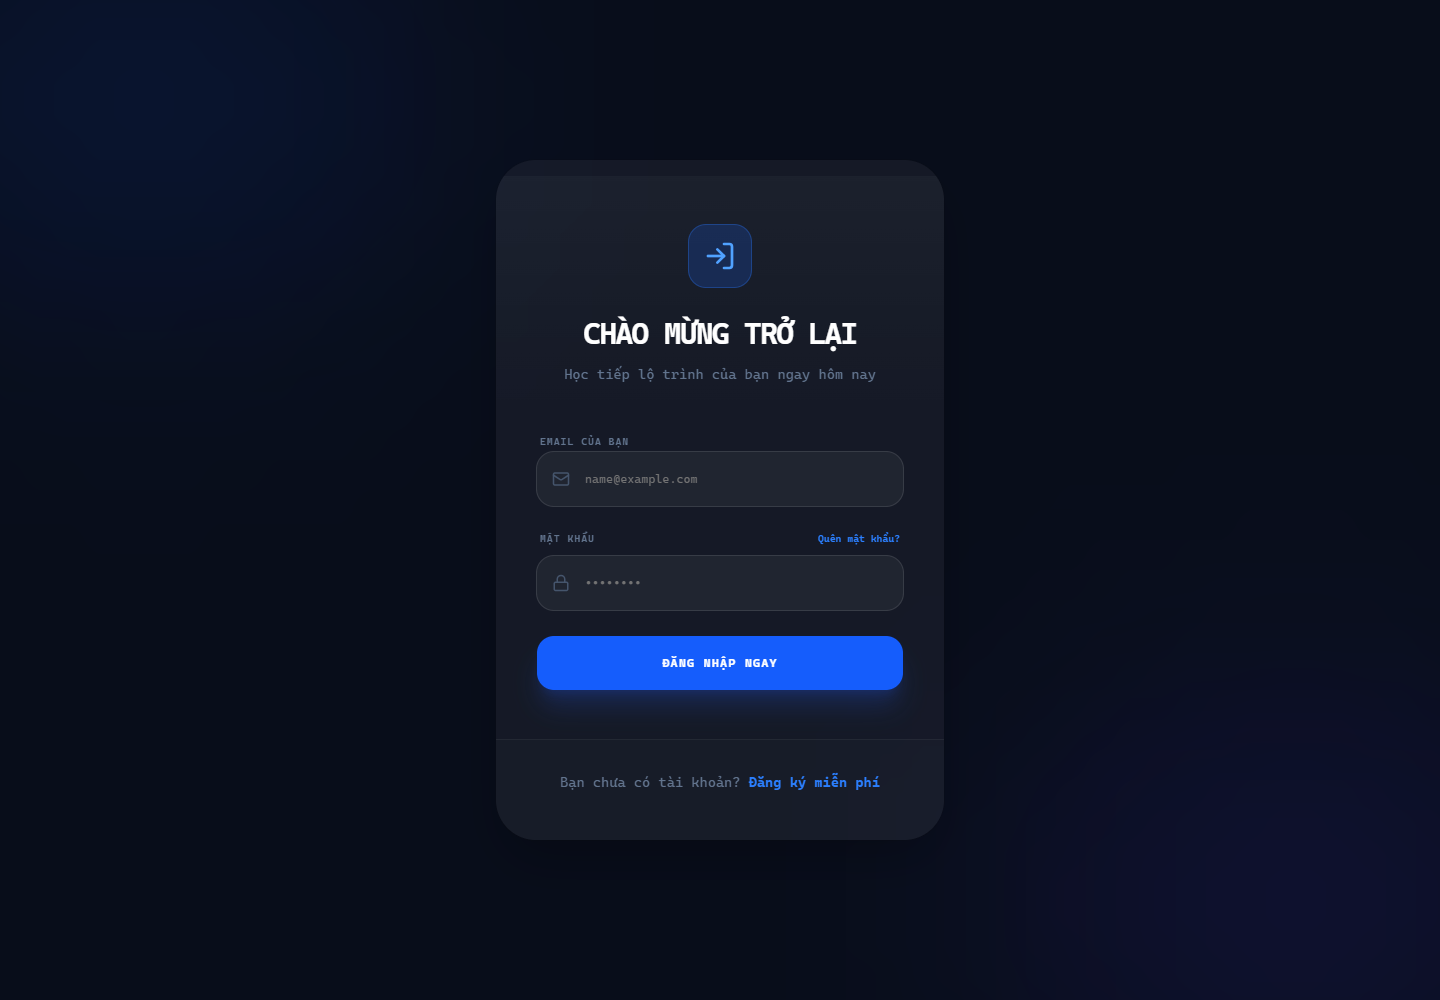 CHÀO MỪNG TRỞ LẠI
Học tiếp lộ trình của bạn ngay hôm nay
EMAIL CỦA BẠN
name@example.com
MẬT KHẨU Quên mật khẩu?
••••••••
ĐĂNG NHẬP NGAY
Bạn chưa có tài khoản? Đăng ký miễn phí